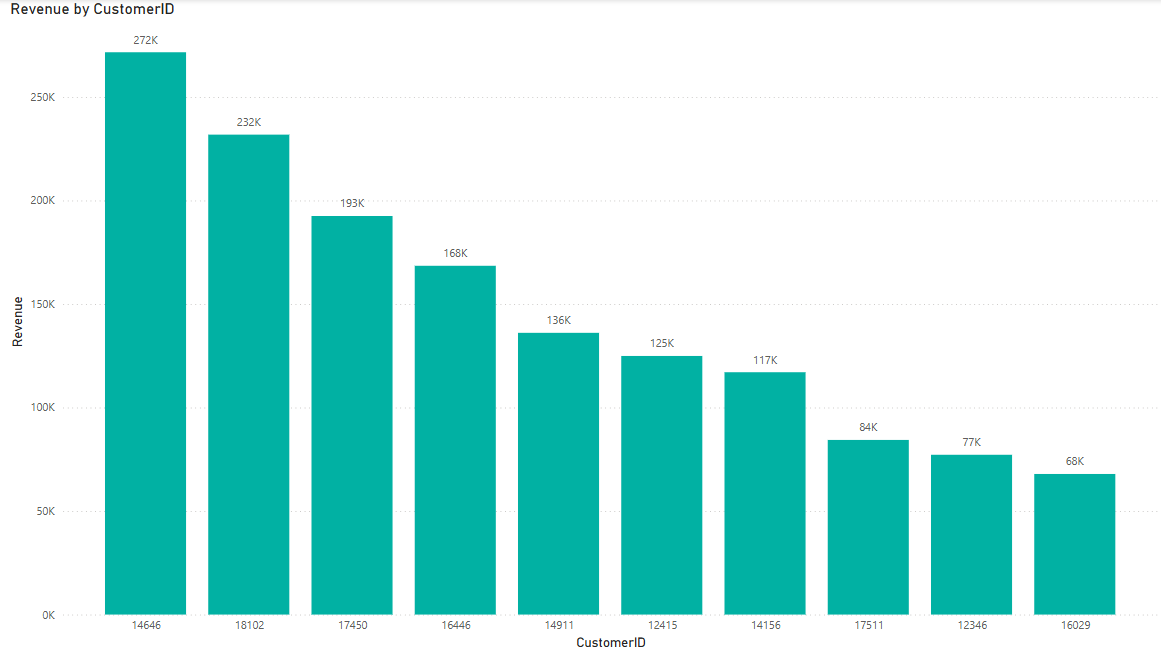 Revenue by CustomerID
272K
232K
193K
168K
136K
125K
117K
84K
77K
68K
250K
200K
150K
100K
50K
0K
Revenue
14646 18102 17450 16446 14911 12415 14156 17511 12346 16029
CustomerID